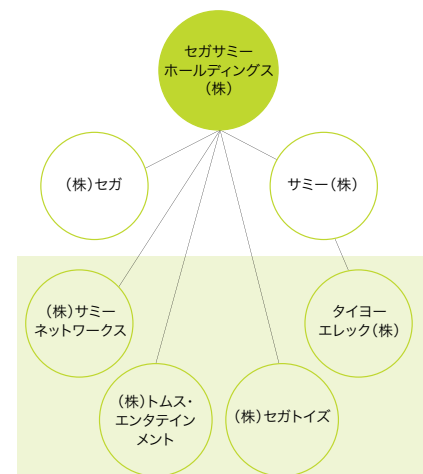 セガサミー
ホールディングス
（株）
（株）セガ
サミー（株）
（株）サミー
ネットワークス
タイヨー
エレック（株）
（株）トムス・
エンタテイン
メント
（株）セガトイズ